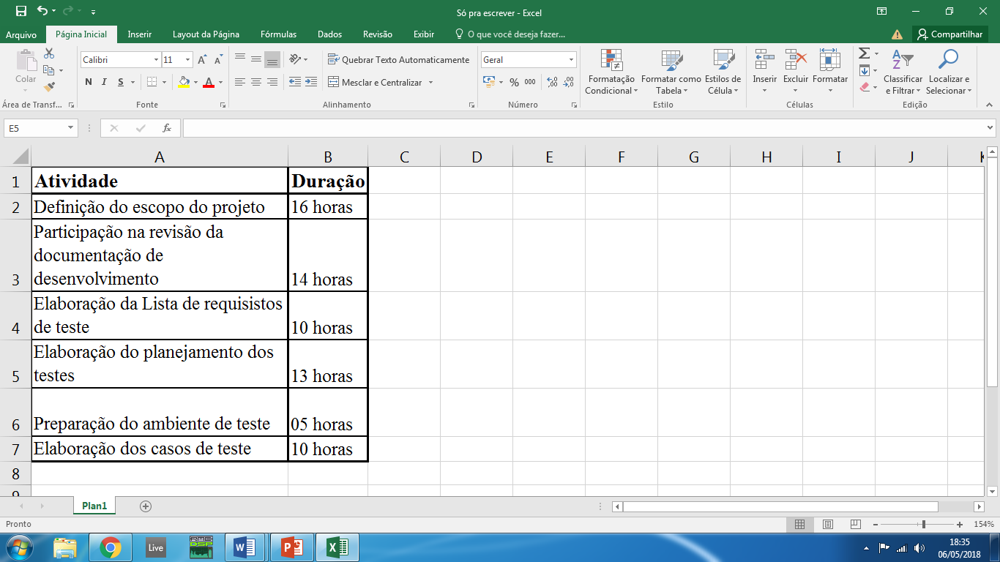 Só pra escrever - Excel
Arquivo Página Inicial Inserir Layout da Página Fórmulas Dados Revisão Exibir O que você deseja fazer... Compartilhar
Colar
Calibri 11
Quebrar Texto Automaticamente
Geral
N I S A
Mesclar e Centralizar
% 000
Formatação Condicional
Formatar como Tabela
Estilos de Célula
Inserir Excluir Formatar
Classificar e Filtrar
Localizar e Selecionar
Área de Transf... Fonte Alinhamento Número Estilo Células Edição
E5 fx
A B C D E F G H I J
1 Atividade Duração
2 Definição do escopo do projeto 16 horas
Participação na revisão da
documentação de
3 desenvolvimento 14 horas
Elaboração da Lista de requisistos
4 de teste 10 horas
Elaboração do planejamento dos
5 testes 13 horas
6 Preparação do ambiente de teste 05 horas
7 Elaboração dos casos de teste 10 horas
8
Plan1
Pronto 154%
Live
18:35
06/05/2018